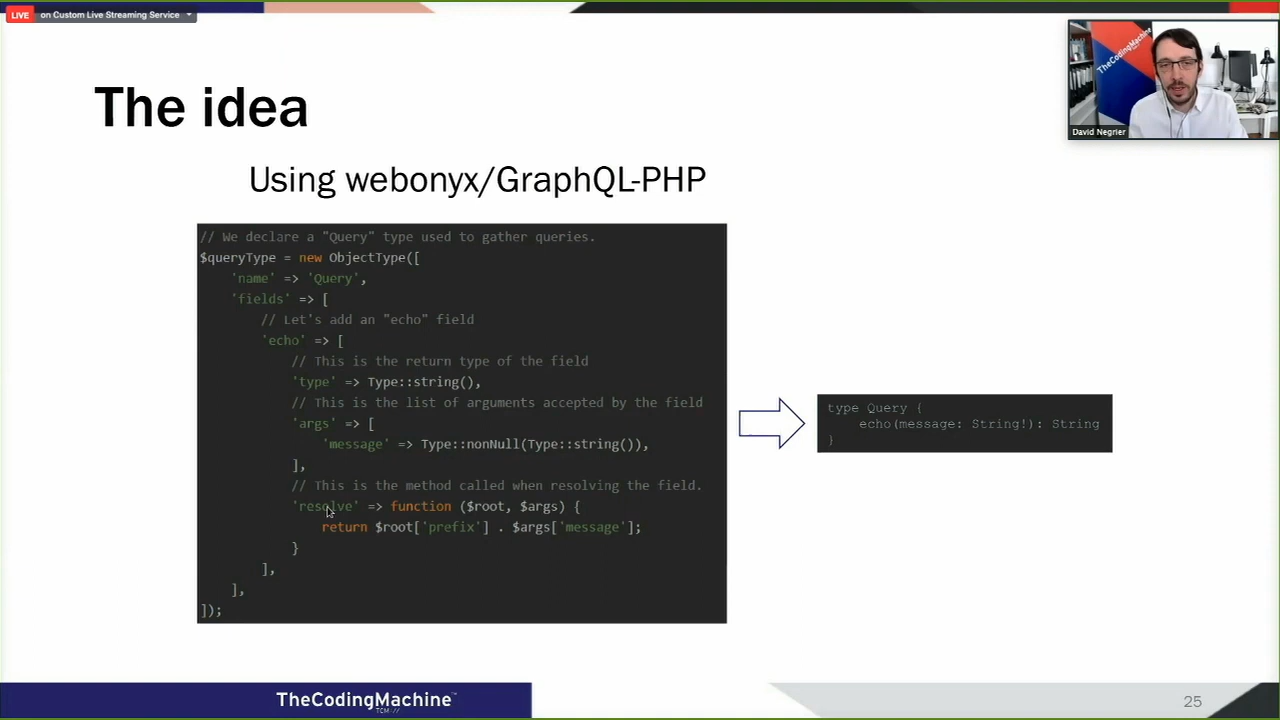 LIVE on Custom Live Streaming Service
TheCodingMachine
David Negrier
The idea
Using webonyx/GraphQL-PHP
// We declare a "Query" type used to gather queries.
$queryType = new ObjectType([
    'name' => 'Query',
    'fields' => [
        // Let's add an "echo" field
        'echo' => [
            // This is the return type of the field
            'type' => Type::string(),
            // This is the list of arguments accepted by the field
            'args' => [
                'message' => Type::nonNull(Type::string()),
            ],
            // This is the method called when resolving the field.
            'resolve' => function ($root, $args) {
                return $root['prefix'] . $args['message'];
            }
        ],
    ],
]);
type Query {
    echo(message: String!): String
}
TheCodingMachine™
TCM //
25